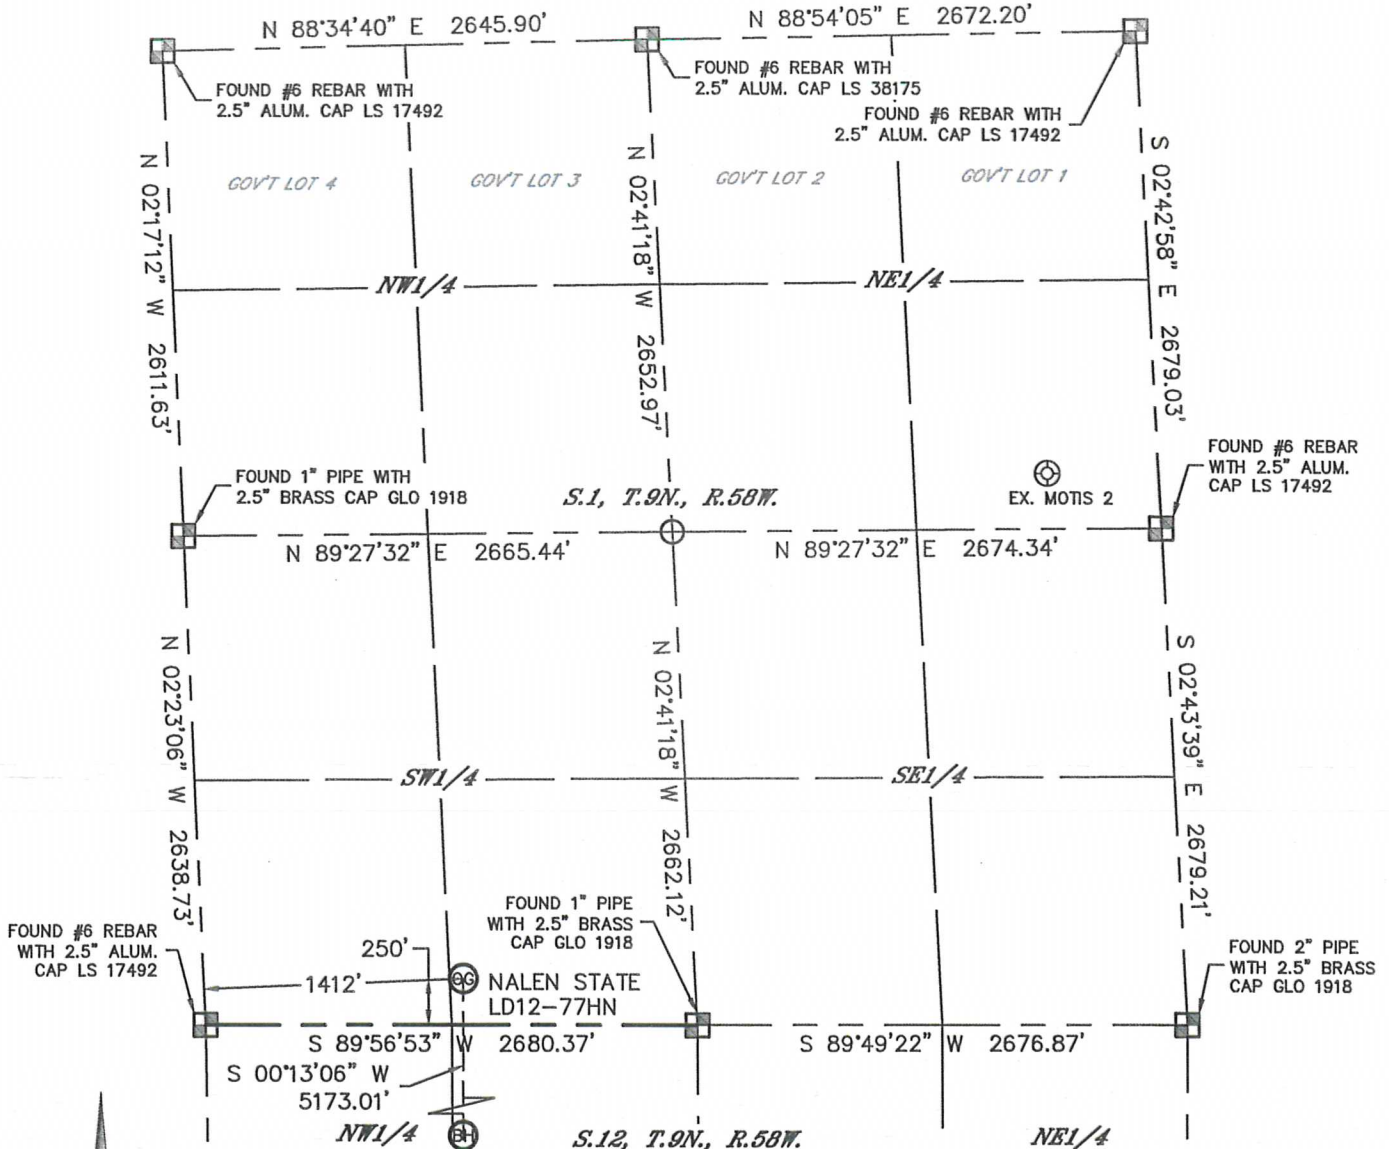 N 88°34'40" E 2645.90'
N 88°54'05" E 2672.20'
FOUND #6 REBAR WITH
2.5" ALUM. CAP LS 17492
FOUND #6 REBAR WITH
2.5" ALUM. CAP LS 38175
FOUND #6 REBAR WITH
2.5" ALUM. CAP LS 17492
N 02°17'12" W 2611.63'
GOV'T LOT 4
GOV'T LOT 3
N 02°41'18" W 2652.97'
GOV'T LOT 2
GOV'T LOT 1
S 02°42'58" E 2679.03'
NW1/4
NE1/4
FOUND 1" PIPE WITH
2.5" BRASS CAP GLO 1918
S.1, T.9N., R.58W.
EX. MOTIS 2
FOUND #6 REBAR
WITH 2.5" ALUM.
CAP LS 17492
N 89°27'32" E 2665.44'
N 89°27'32" E 2674.34'
N 02°23'06" W 2638.73'
N 02°41'18" W 2662.12'
S 02°43'39" E 2679.21'
SW1/4
SE1/4
FOUND #6 REBAR
WITH 2.5" ALUM.
CAP LS 17492
250'
1412'
OG
NALEN STATE
LD12-77HN
FOUND 1" PIPE
WITH 2.5" BRASS
CAP GLO 1918
FOUND 2" PIPE
WITH 2.5" BRASS
CAP GLO 1918
S 89°56'53" W 2680.37'
S 89°49'22" W 2676.87'
S 00°13'06" W
5173.01'
NW1/4
BH
S.12, T.9N., R.58W.
NE1/4